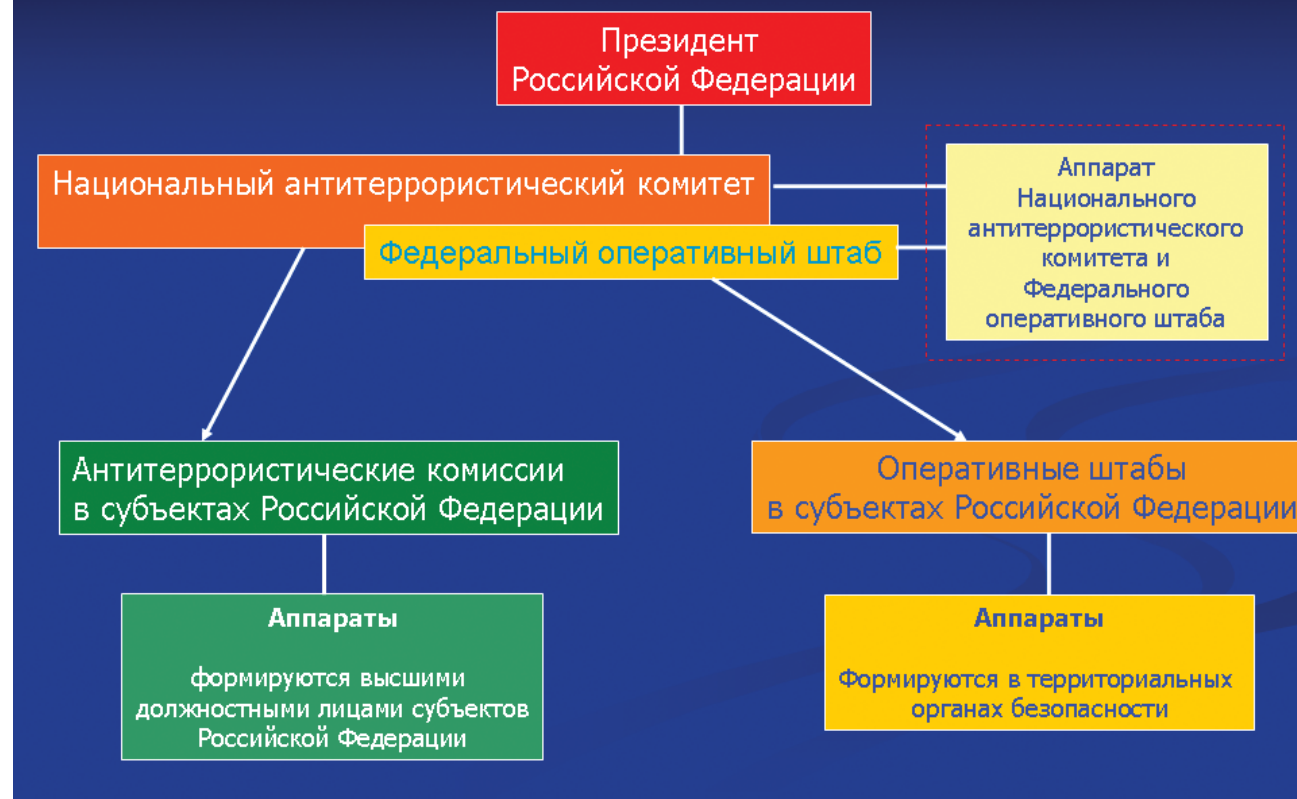 Президент
Российской Федерации
Национальный антитеррористический комитет
Федеральный оперативный штаб
Аппарат
Национального
антитеррористического
комитета и
Федерального
оперативного штаба
Антитеррористические комиссии
в субъектах Российской Федерации
Оперативные штабы
в субъектах Российской Федерации
Аппараты
формируются высшими
должностными лицами субъектов
Российской Федерации
Аппараты
Формируются в территориальных
органах безопасности